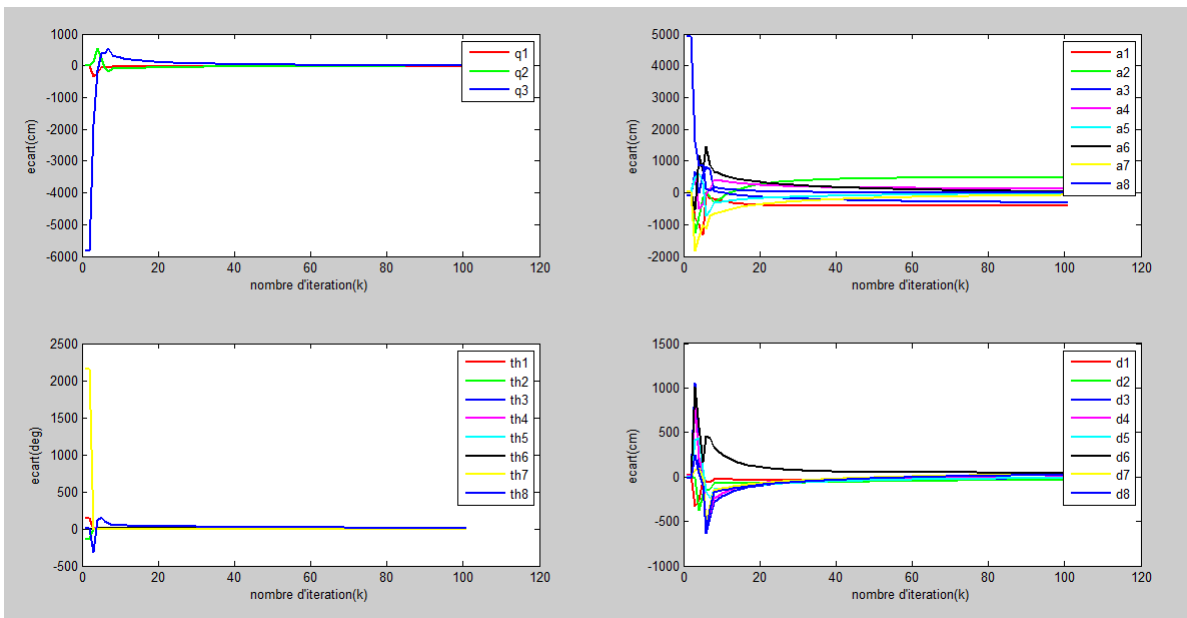 1000
0
-1000
-2000
-3000
-4000
-5000
-6000
ecart(cm)
0 20 40 60 80 100 120
nombre d'iteration(k)
q1
q2
q3
5000
4000
3000
2000
1000
0
-1000
-2000
ecart(cm)
0 20 40 60 80 100 120
nombre d'iteration(k)
a1
a2
a3
a4
a5
a6
a7
a8
2500
2000
1500
1000
500
0
-500
ecart(deg)
0 20 40 60 80 100 120
nombre d'iteration(k)
th1
th2
th3
th4
th5
th6
th7
th8
1500
1000
500
0
-500
-1000
ecart(cm)
0 20 40 60 80 100 120
nombre d'iteration(k)
d1
d2
d3
d4
d5
d6
d7
d8